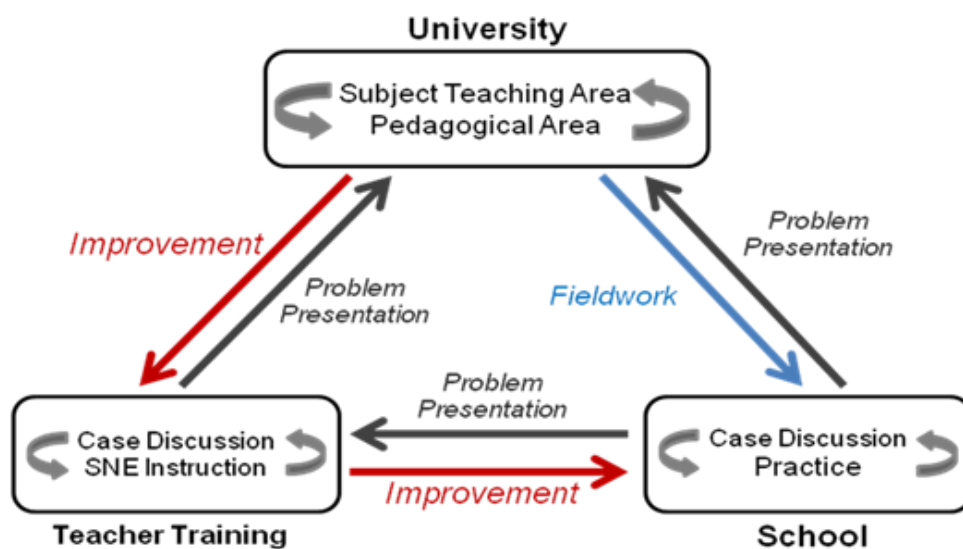 University
Subject Teaching Area
Pedagogical Area
Improvement
Problem
Presentation
Fieldwork
Problem
Presentation
Problem
Presentation
Case Discussion
SNE Instruction
Improvement
Case Discussion
Practice
Teacher Training
School